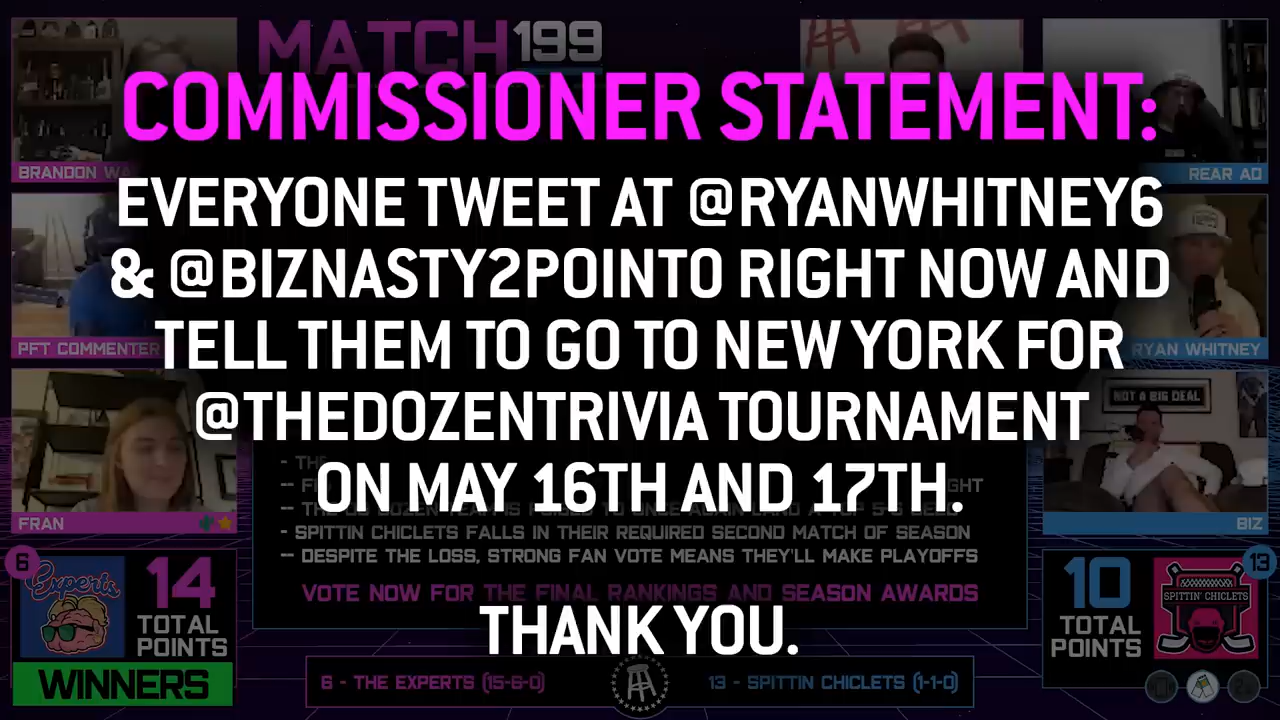 MATCH 199
COMMISSIONER STATEMENT:
EVERYONE TWEET AT @RYANWHITNEY6
& @BIZNASTY2POINT0 RIGHT NOW AND
TELL THEM TO GO TO NEW YORK FOR
@THEDOZENTRIVIA TOURNAMENT
ON MAY 16TH AND 17TH.
THANK YOU.
BRANDON
PFT COMMENTER
FRAN
REAR AD
RYAN WHITNEY
NOT A BIG DEAL
BIZ
- SPITTIN CHICLETS FALLS IN THEIR REQUIRED SECOND MATCH OF SEASON
-- DESPITE THE LOSS, STRONG FAN VOTE MEANS THEY'LL MAKE PLAYOFFS
VOTE NOW FOR THE FINAL RANKINGS AND SEASON AWARDS
6
Experts
14
TOTAL
POINTS
WINNERS
10
TOTAL
POINTS
13
SPITTIN' CHICLETS
6 - THE EXPERTS (15-6-0)
13 - SPITTIN CHICLETS (1-1-0)